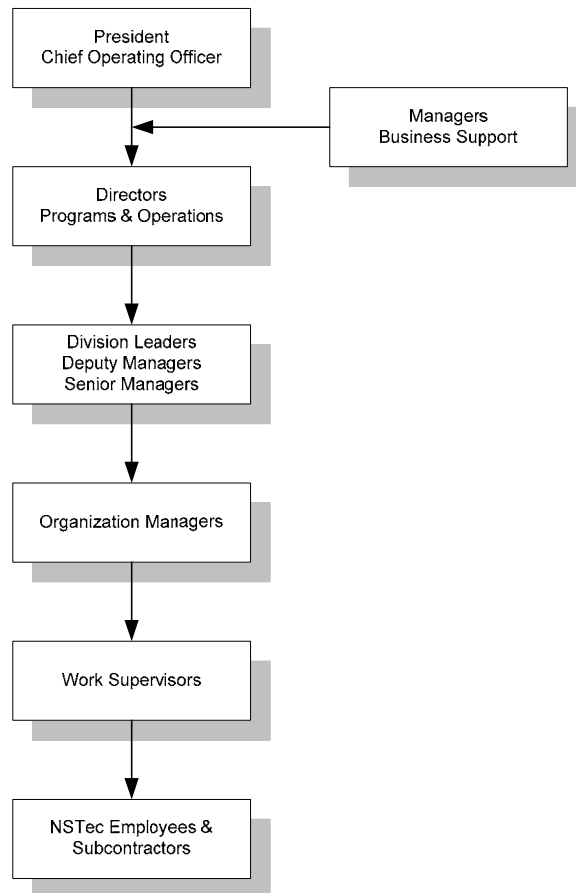 President
Chief Operating Officer
Managers
Business Support
Directors
Programs & Operations
Division Leaders
Deputy Managers
Senior Managers
Organization Managers
Work Supervisors
NSTec Employees &
Subcontractors